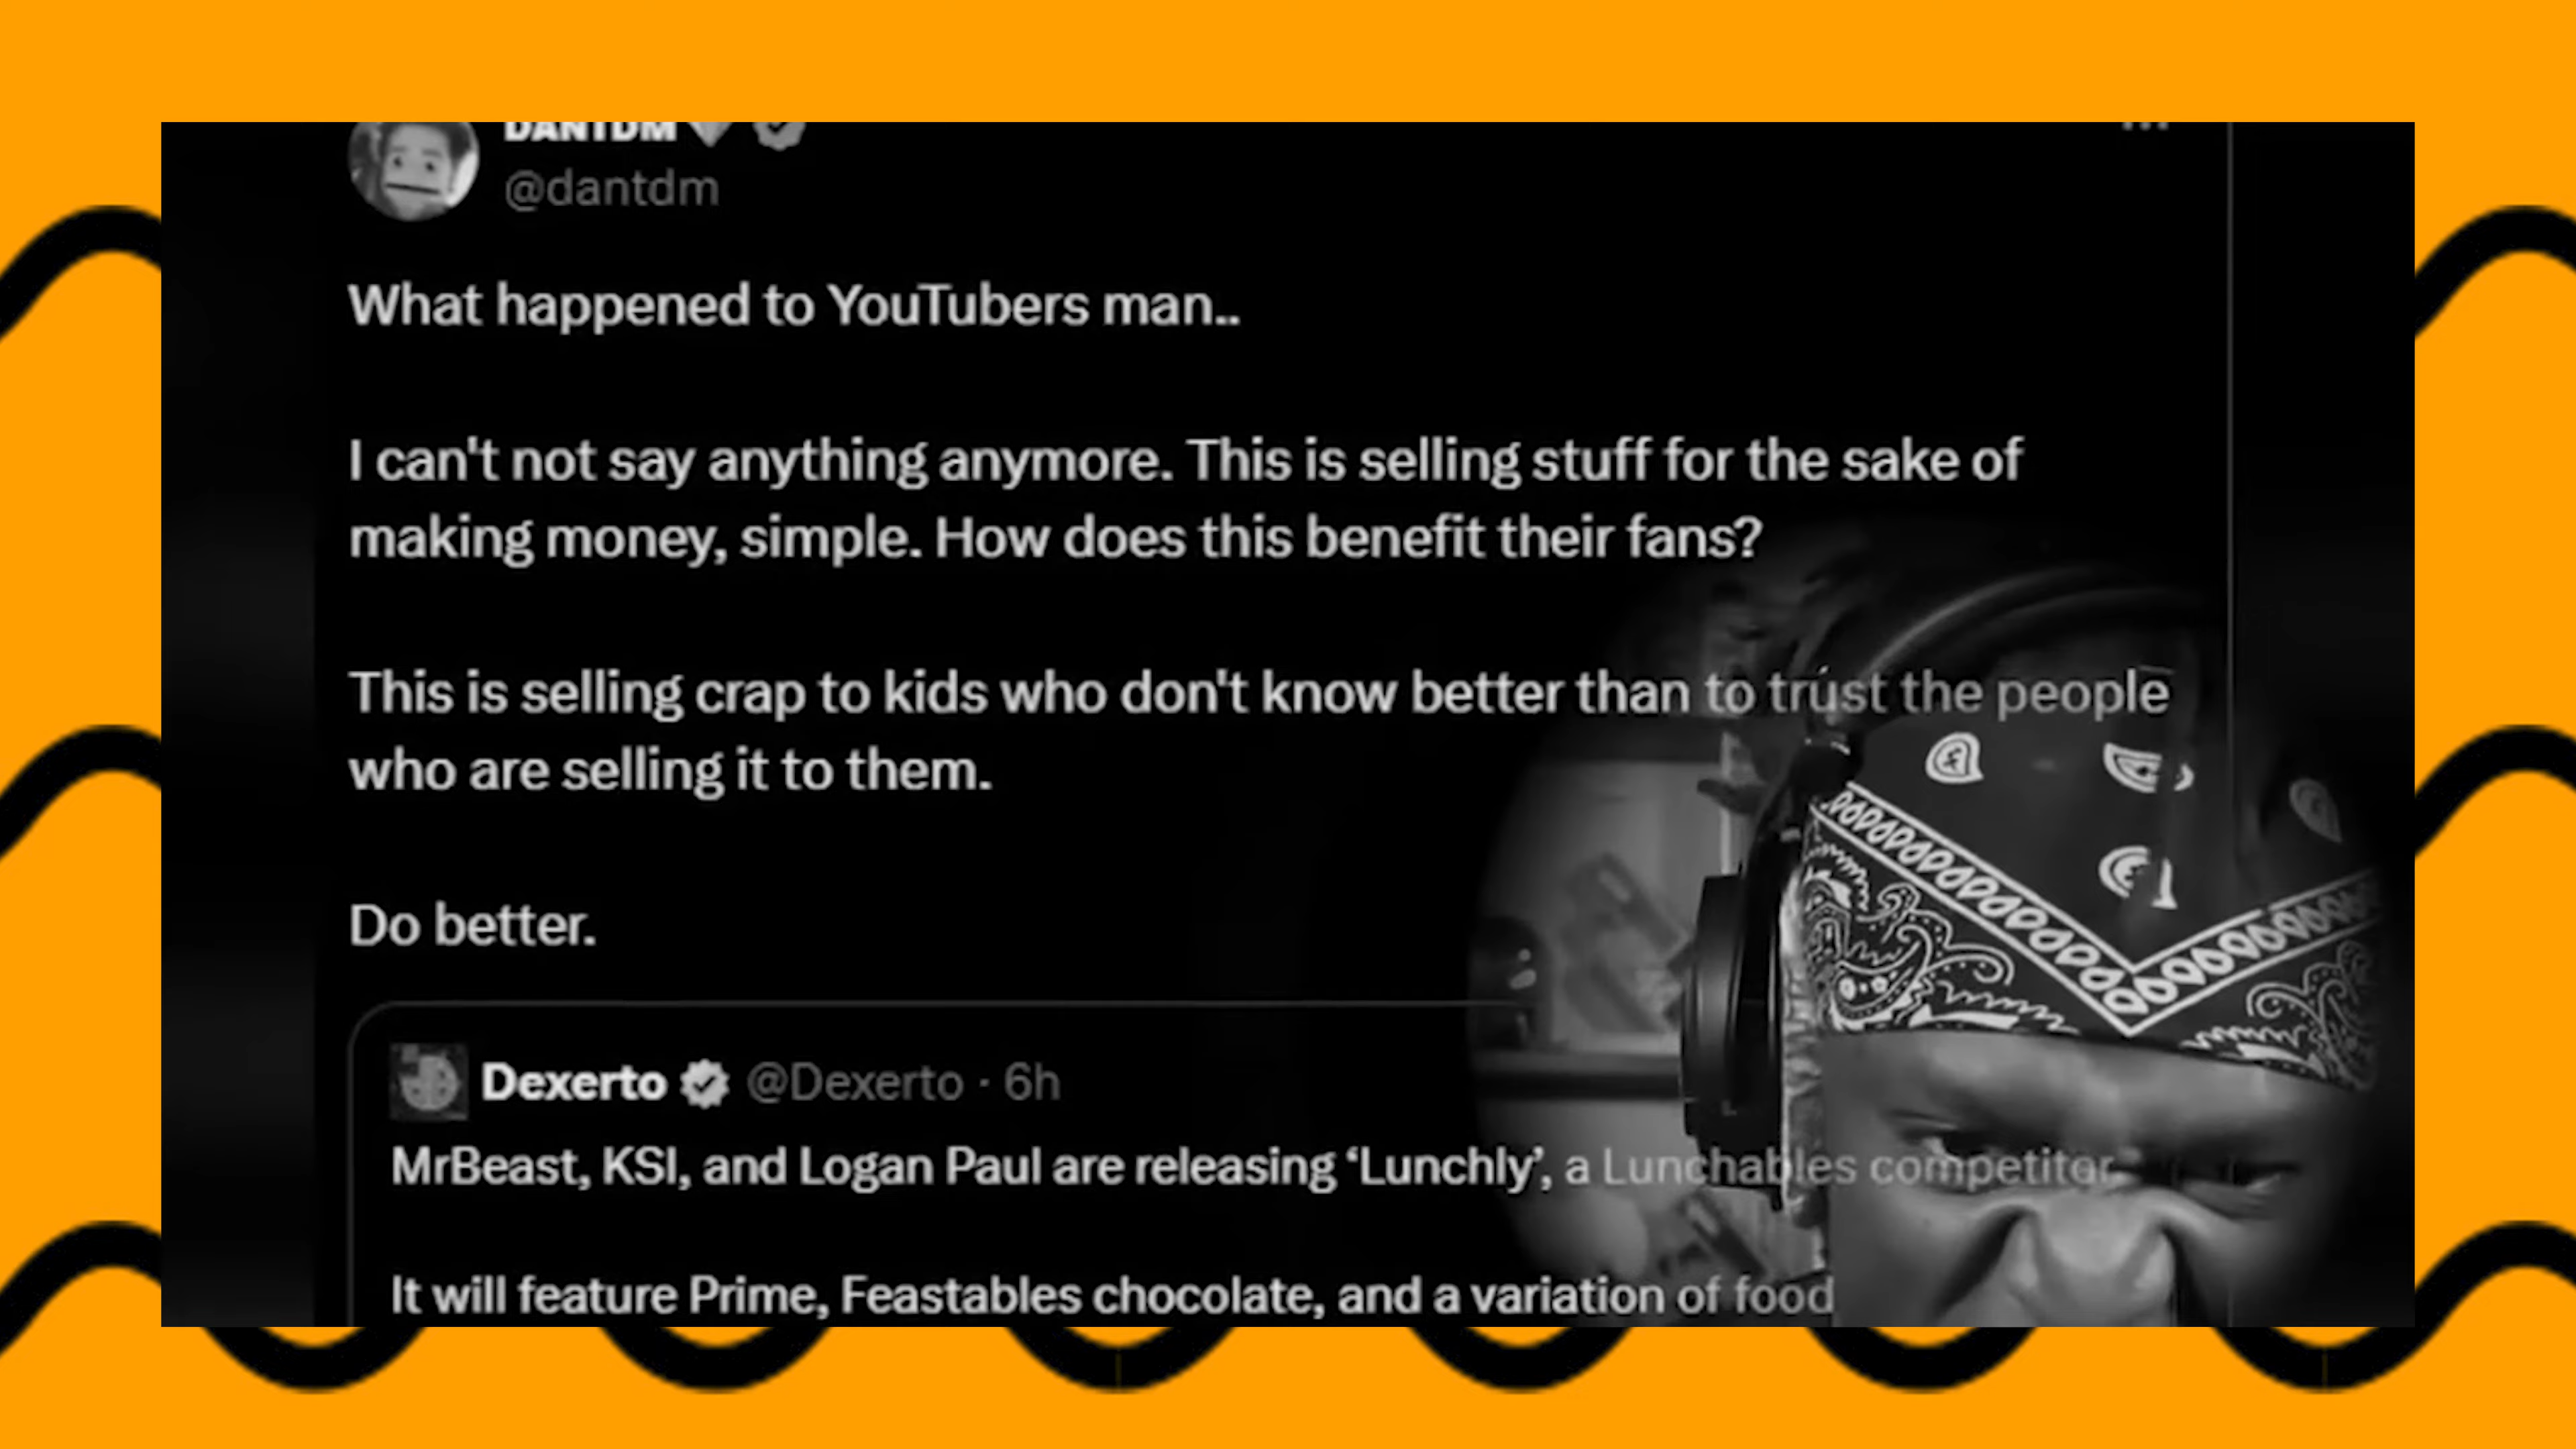 DANTDM
@dantdm
What happened to YouTubers man..
I can't not say anything anymore. This is selling stuff for the sake of
making money, simple. How does this benefit their fans?
This is selling crap to kids who don't know better than to trust the people
who are selling it to them.
Do better.
Dexerto @Dexerto · 6h
MrBeast, KSI, and Logan Paul are releasing ‘Lunchly’, a Lunchables competitor.
It will feature Prime, Feastables chocolate, and a variation of food